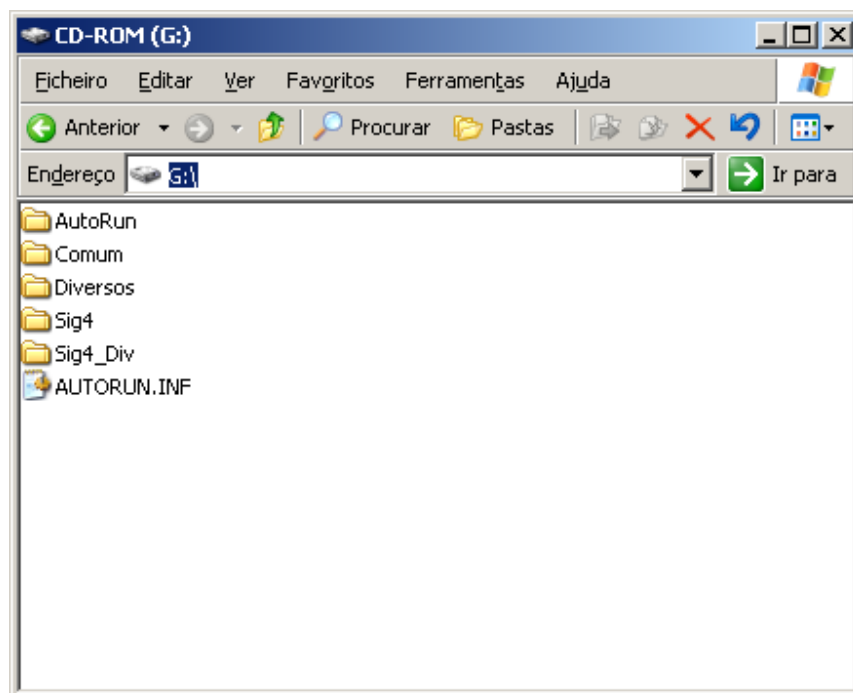 CD-ROM (G:)
Ficheiro Editar Ver Favoritos Ferramentas Ajuda
Anterior Procurar Pastas
Endereço G:\ Ir para
AutoRun
Comum
Diversos
Sig4
Sig4_Div
AUTORUN.INF